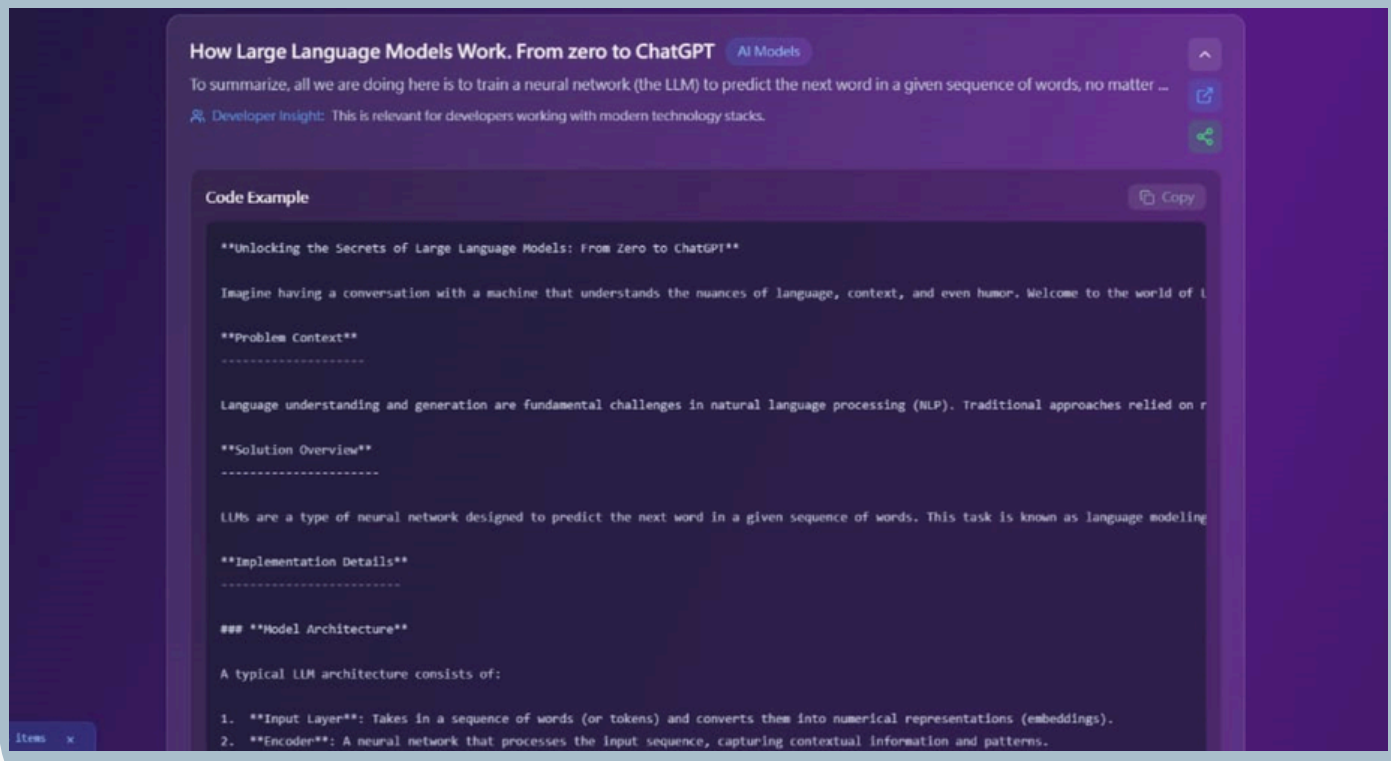 How Large Language Models Work. From zero to ChatGPT AI Models
To summarize, all we are doing here is to train a neural network (the LLM) to predict the next word in a given sequence of words, no matter ...
Developer Insight: This is relevant for developers working with modern technology stacks.
Code Example Copy
**Unlocking the Secrets of Large Language Models: From Zero to ChatGPT**
Imagine having a conversation with a machine that understands the nuances of language, context, and even humor. Welcome to the world of L
**Problem Context**
--------------------
Language understanding and generation are fundamental challenges in natural language processing (NLP). Traditional approaches relied on r
**Solution Overview**
----------------------
LLMs are a type of neural network designed to predict the next word in a given sequence of words. This task is known as language modeling
**Implementation Details**
-------------------------
### **Model Architecture**
A typical LLM architecture consists of:
1. **Input Layer**: Takes in a sequence of words (or tokens) and converts them into numerical representations (embeddings).
2. **Encoder**: A neural network that processes the input sequence, capturing contextual information and patterns.
items x